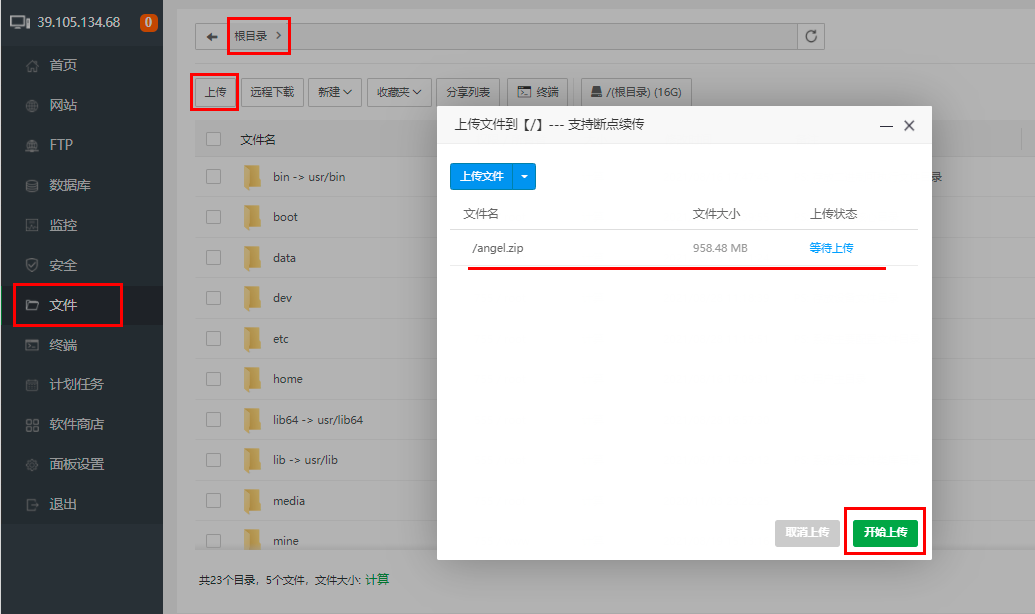 39.105.134.68 0
首页
网站
FTP
数据库
监控
安全
文件
终端
计划任务
软件商店
面板设置
退出
根目录
上传 远程下载 新建 收藏夹 分享列表 终端 /(根目录) (16G)
文件名
bin -> usr/bin
boot
data
dev
etc
home
lib64 -> usr/lib64
lib -> usr/lib
media
mine
共23个目录，5个文件，文件大小: 计算
上传文件到【/】--- 支持断点续传
上传文件
文件名 文件大小 上传状态
/angel.zip 958.48 MB 等待上传
取消上传 开始上传